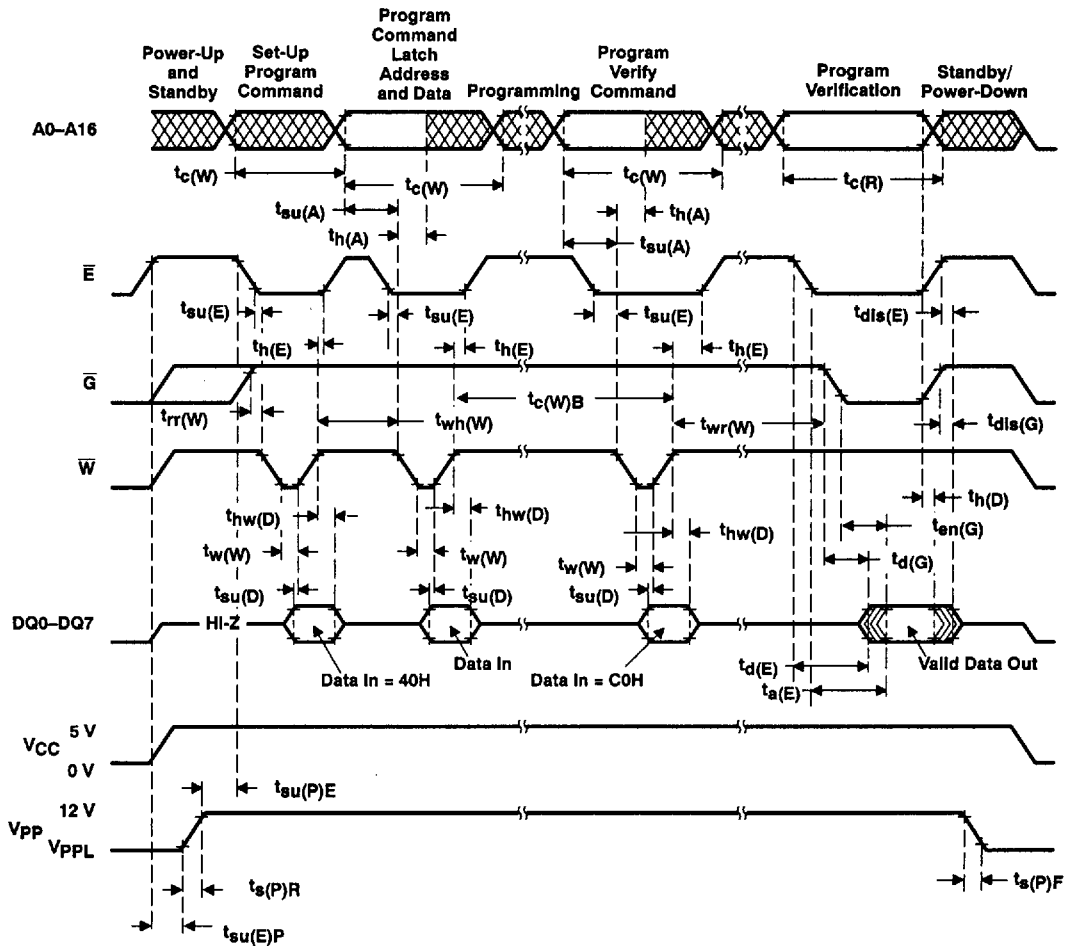 Power-Up
and
Standby
Set-Up
Program
Command
Program
Command
Latch
Address
and Data
Programming
Program
Verify
Command
Program
Verification
Standby/
Power-Down
A0–A16
tc(W)
tc(W)
tc(W)
tc(R)
tsu(A)
th(A)
th(A)
tsu(A)
E
tsu(E)
tsu(E)
tsu(E)
tdis(E)
th(E)
th(E)
th(E)
G
trr(W)
twh(W)
tc(W)B
twr(W)
tdis(G)
W
thw(D)
thw(D)
thw(D)
th(D)
ten(G)
td(G)
tw(W)
tw(W)
tw(W)
tsu(D)
tsu(D)
tsu(D)
DQ0–DQ7
HI-Z
Data In = 40H
Data In
Data In = C0H
Valid Data Out
td(E)
ta(E)
VCC
5 V
0 V
tsu(P)E
12 V
VPP
VPPL
ts(P)R
ts(P)F
tsu(E)P